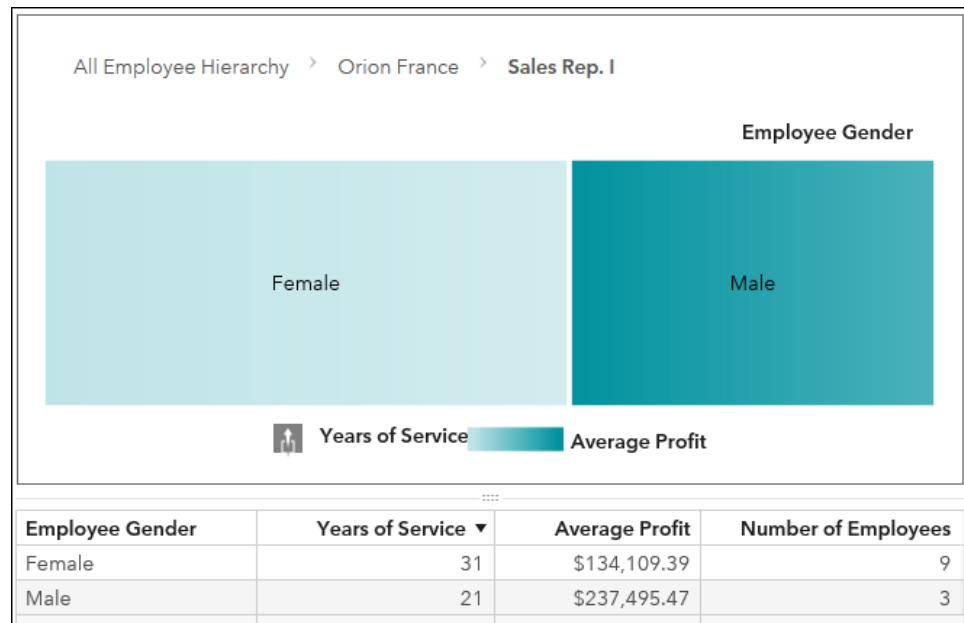 All Employee Hierarchy > Orion France > Sales Rep. I
Employee Gender
Female Male
Years of Service Average Profit
Employee Gender Years of Service ▼ Average Profit Number of Employees
Female 31 $134,109.39 9
Male 21 $237,495.47 3